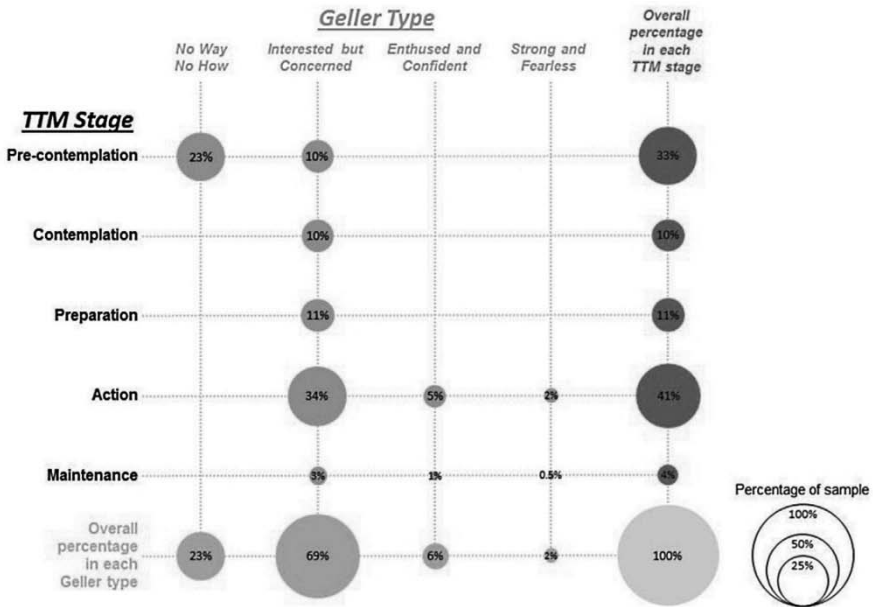 Geller Type
No Way
No How
Interested but
Concerned
Enthused and
Confident
Strong and
Fearless
Overall
percentage
in each
TTM stage
TTM Stage
Pre-contemplation 23% 10% 33%
Contemplation 10% 10%
Preparation 11% 11%
Action 34% 5% 2% 41%
Maintenance 3% 1% 0.5% 4%
Overall
percentage
in each
Geller type
23% 69% 6% 2% 100%
Percentage of sample
100%
50%
25%